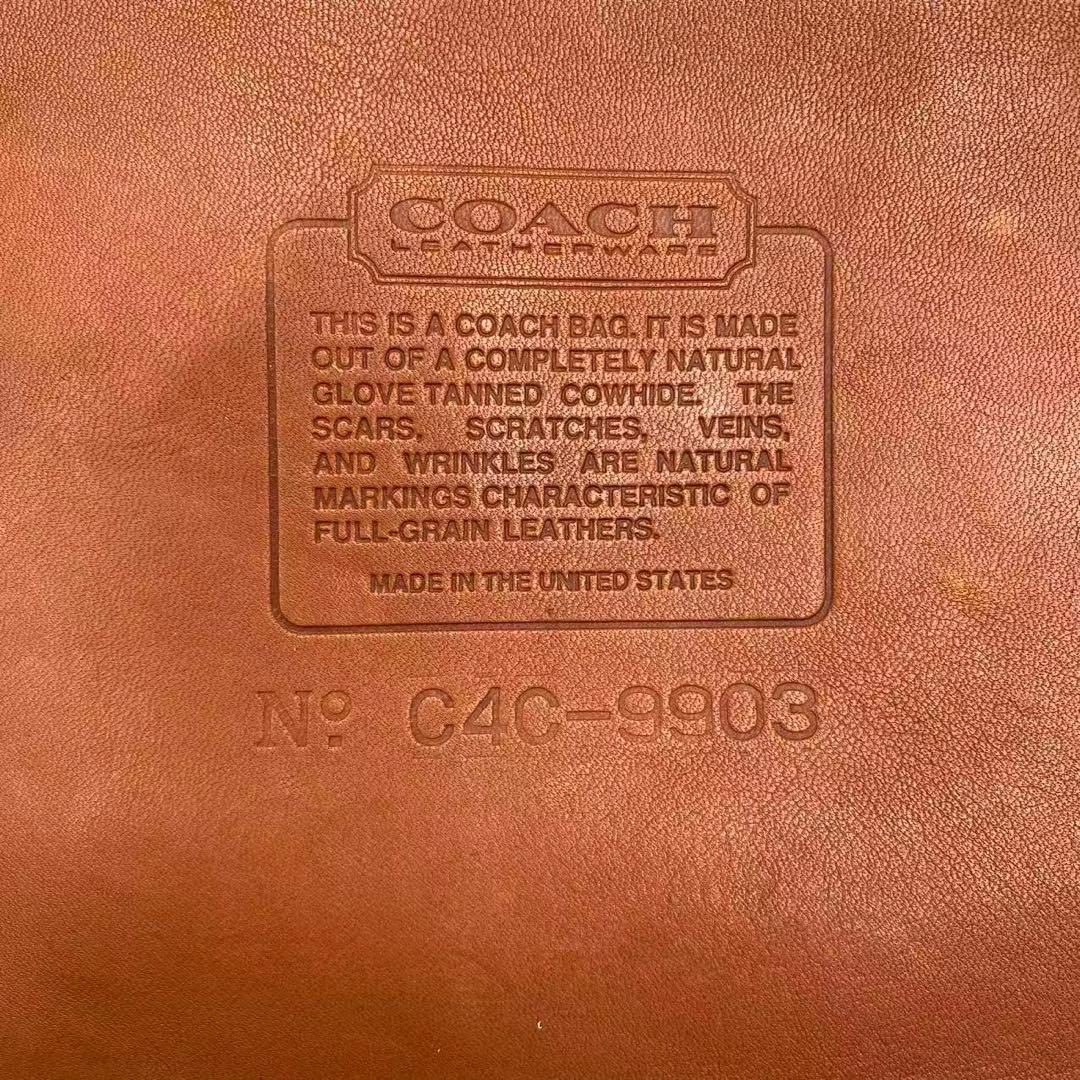 COACH
LEATHERWARE
THIS IS A COACH BAG. IT IS MADE
OUT OF A COMPLETELY NATURAL
GLOVE TANNED COWHIDE. THE
SCARS, SCRATCHES, VEINS,
AND WRINKLES ARE NATURAL
MARKINGS CHARACTERISTIC OF
FULL-GRAIN LEATHERS.
MADE IN THE UNITED STATES
Nº C4C-9903